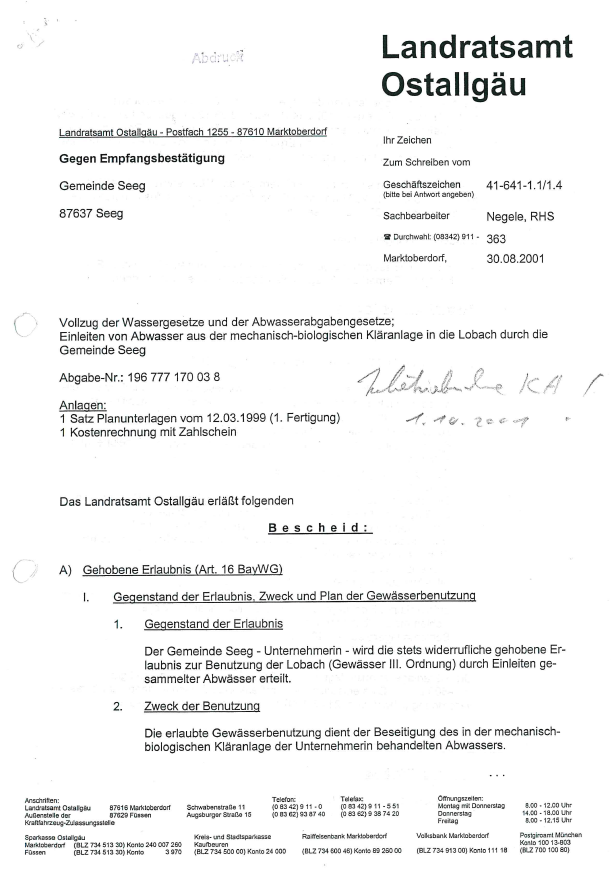 Abdruck
Landratsamt
Ostallgäu
Landratsamt Ostallgäu - Postfach 1255 - 87610 Marktoberdorf
Gegen Empfangsbestätigung
Gemeinde Seeg
87637 Seeg
Ihr Zeichen
Zum Schreiben vom
Geschäftszeichen 41-641-1.1/1.4
(bitte bei Antwort angeben)
Sachbearbeiter Negele, RHS
☎ Durchwahl: (08342) 911 - 363
Marktoberdorf, 30.08.2001
Vollzug der Wassergesetze und der Abwasserabgabengesetze;
Einleiten von Abwasser aus der mechanisch-biologischen Kläranlage in die Lobach durch die
Gemeinde Seeg
Abgabe-Nr.: 196 777 170 03 8
KA
1.10.2001
Anlagen:
1 Satz Planunterlagen vom 12.03.1999 (1. Fertigung)
1 Kostenrechnung mit Zahlschein
Das Landratsamt Ostallgäu erläßt folgenden
B e s c h e i d :
A) Gehobene Erlaubnis (Art. 16 BayWG)
I. Gegenstand der Erlaubnis, Zweck und Plan der Gewässerbenutzung
1. Gegenstand der Erlaubnis
Der Gemeinde Seeg - Unternehmerin - wird die stets widerrufliche gehobene Er-
laubnis zur Benutzung der Lobach (Gewässer III. Ordnung) durch Einleiten ge-
sammelter Abwässer erteilt.
2. Zweck der Benutzung
Die erlaubte Gewässerbenutzung dient der Beseitigung des in der mechanisch-
biologischen Kläranlage der Unternehmerin behandelten Abwassers.
. . .
Anschriften:
Landratsamt Ostallgäu 87616 Marktoberdorf Schwabenstraße 11
Außenstelle der 87629 Füssen Augsburger Straße 15
Kraftfahrzeug-Zulassungsstelle
Telefon:
(0 83 42) 9 11 - 0
(0 83 62) 93 87 40
Telefax:
(0 83 42) 9 11 - 5 51
(0 83 62) 9 38 74 20
Öffnungszeiten:
Montag mit Donnerstag 8.00 - 12.00 Uhr
Donnerstag 14.00 - 18.00 Uhr
Freitag 8.00 - 12.15 Uhr
Sparkasse Ostallgäu
Marktoberdorf (BLZ 734 513 30) Konto 240 007 260
Füssen (BLZ 734 513 30) Konto 3 970
Kreis- und Stadtsparkasse
Kaufbeuren
(BLZ 734 500 00) Konto 24 000
Raiffeisenbank Marktoberdorf
(BLZ 734 600 46) Konto 69 260 00
Volksbank Marktoberdorf
(BLZ 734 913 00) Konto 111 18
Postgiroamt München
Konto 100 13-803
(BLZ 700 100 80)